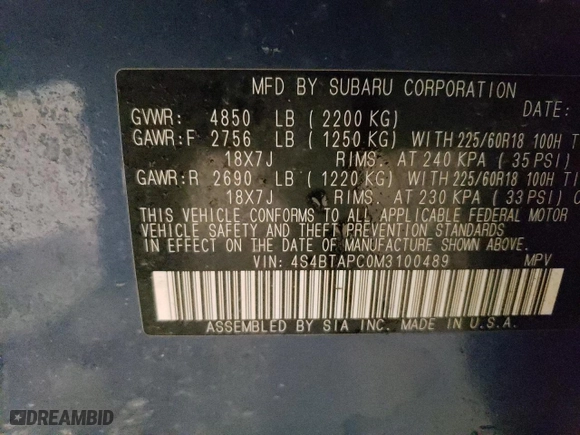 MFD BY SUBARU CORPORATION
DATE:
GVWR: 4850 LB ( 2200 KG)
GAWR:F 2756 LB ( 1250 KG) WITH 225/60R18 100H T
18X7J RIMS. AT 240 KPA ( 35 PSI)
GAWR:R 2690 LB ( 1220 KG) WITH 225/60R18 100H TI
18X7J RIMS. AT 230 KPA ( 33 PSI) C
THIS VEHICLE CONFORMS TO ALL APPLICABLE FEDERAL MOTOR
VEHICLE SAFETY AND THEFT PREVENTION STANDARDS
IN EFFECT ON THE DATE OF MANUFACTURE SHOWN ABOVE.
VIN: 4S4BTAPC0M3100489 MPV
ASSEMBLED BY SIA INC. MADE IN U.S.A.
DREAMBID